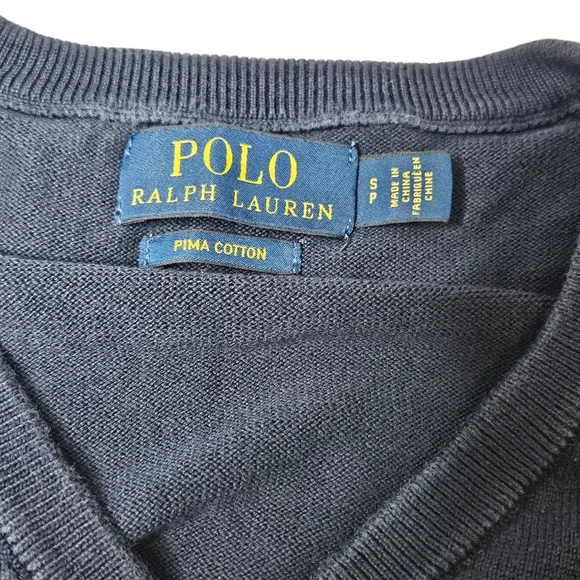 POLO
RALPH LAUREN
PIMA COTTON
S
P
MADE IN
CHINA
FABRIQUÉ EN
CHINE